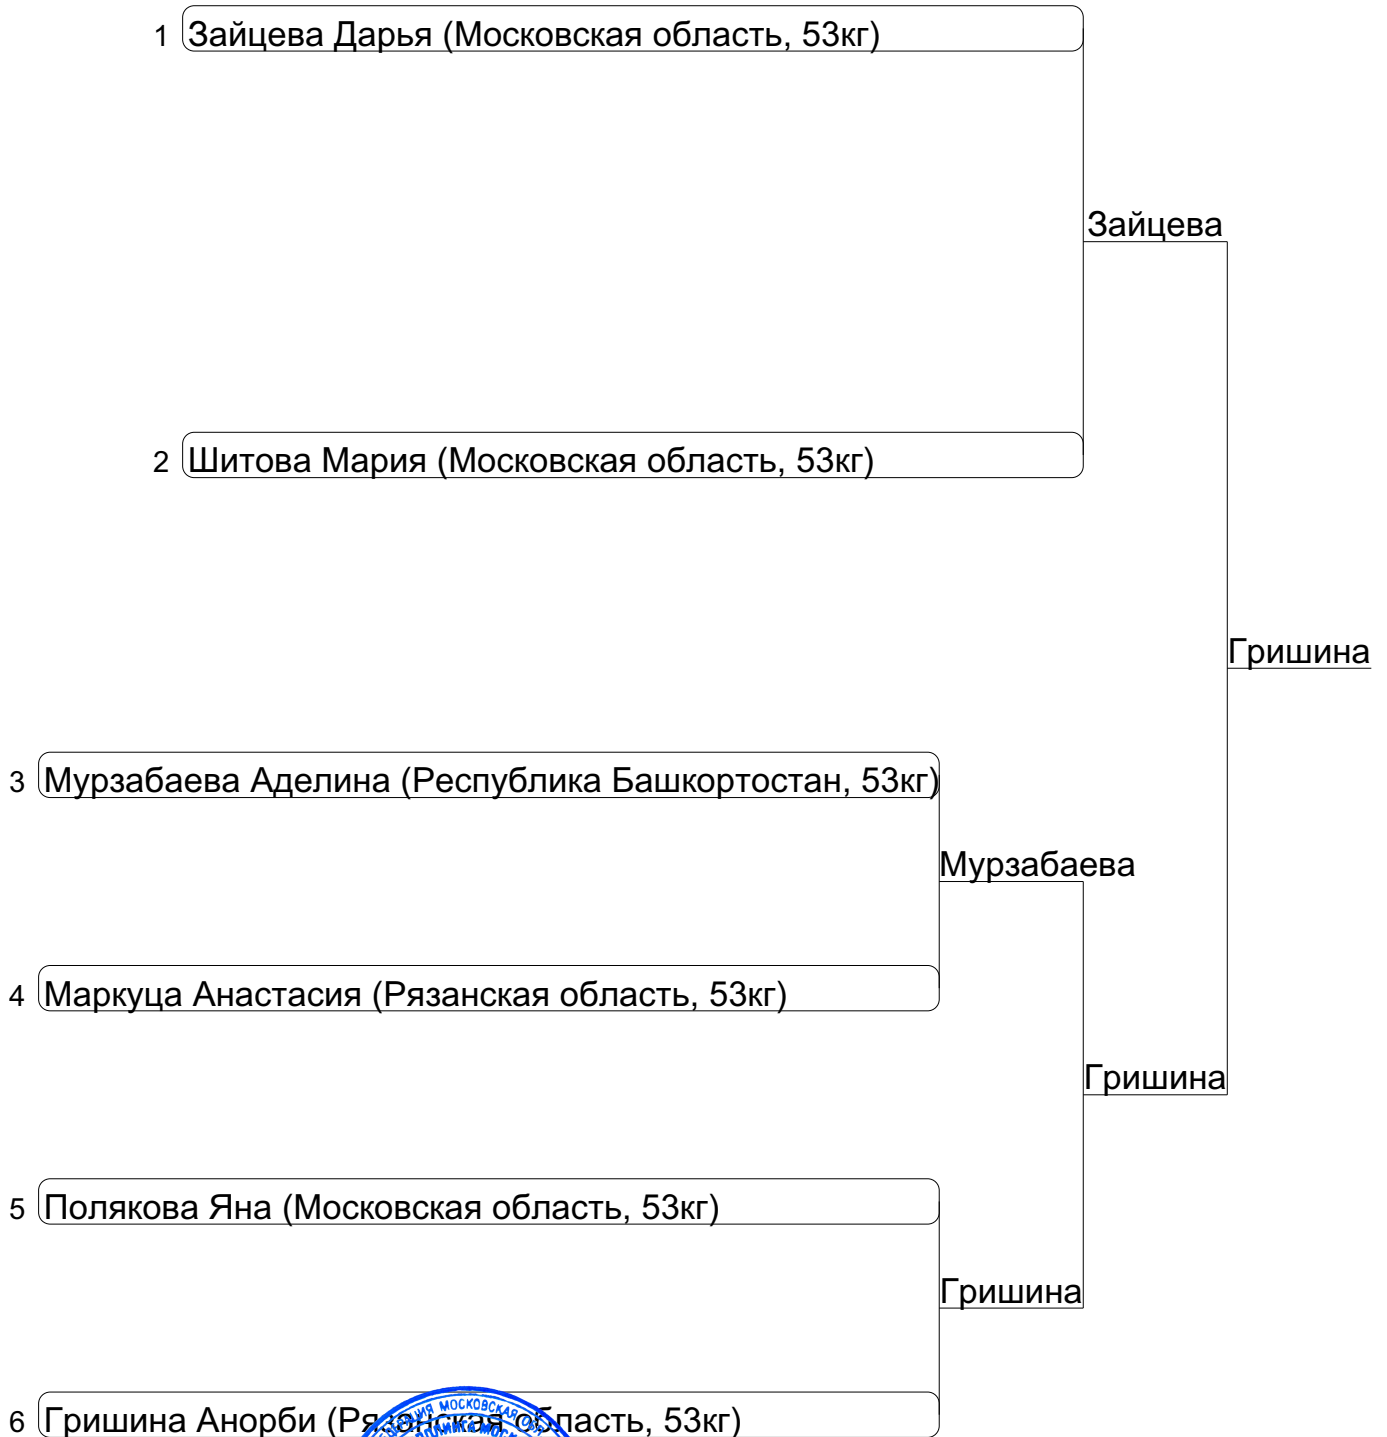 1 Зайцева Дарья (Московская область, 53кг)
Зайцева
2 Шитова Мария (Московская область, 53кг)
Гришина
3 Мурзабаева Аделина (Республика Башкортостан, 53кг)
Мурзабаева
4 Маркуца Анастасия (Рязанская область, 53кг)
Гришина
5 Полякова Яна (Московская область, 53кг)
Гришина
6 Гришина Анорби (Рязанская область, 53кг)